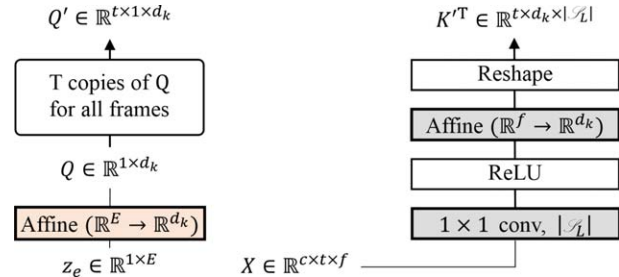 Q′ ∈ ℝ^{t×1×d_k}
T copies of Q
for all frames
Q ∈ ℝ^{1×d_k}
Affine (ℝ^E → ℝ^{d_k})
z_e ∈ ℝ^{1×E}
K′^T ∈ ℝ^{t×d_k×|𝒮_L|}
Reshape
Affine (ℝ^f → ℝ^{d_k})
ReLU
1 × 1 conv, |𝒮_L|
X ∈ ℝ^{c×t×f}